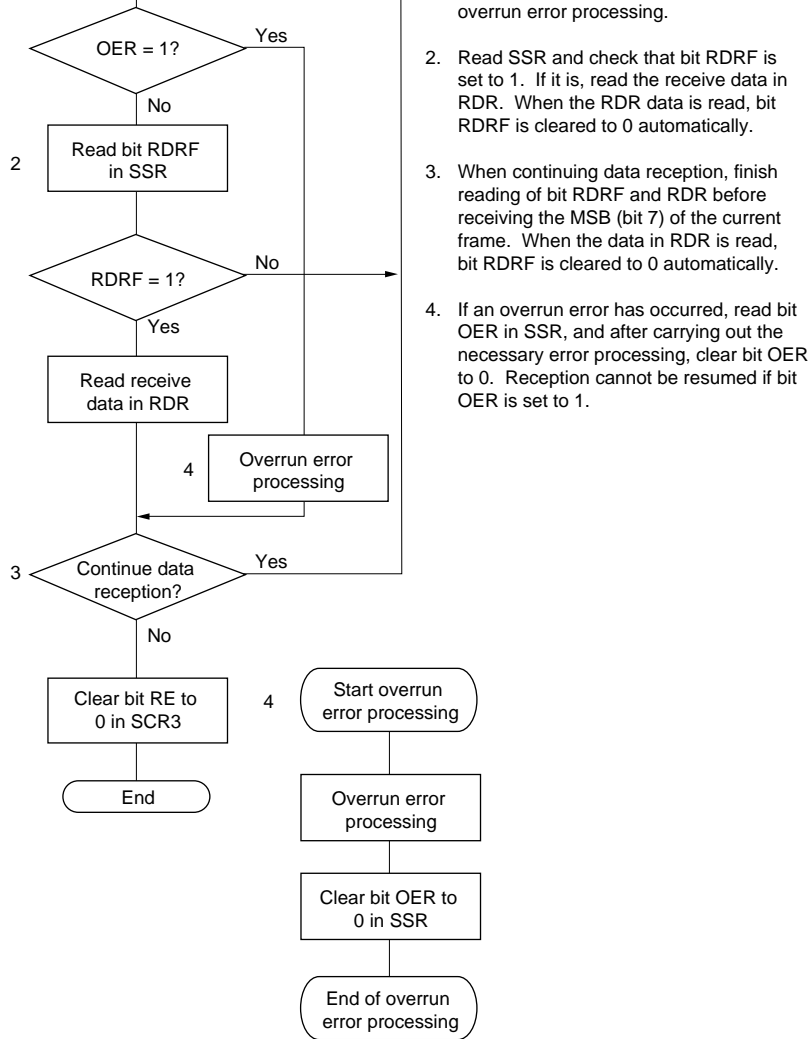 OER = 1?
Yes
No
2
Read bit RDRF
in SSR
RDRF = 1?
No
Yes
Read receive
data in RDR
4
Overrun error
processing
3
Continue data
reception?
Yes
No
Clear bit RE to
0 in SCR3
End
4
Start overrun
error processing
Overrun error
processing
Clear bit OER to
0 in SSR
End of overrun
error processing
overrun error processing.
2. Read SSR and check that bit RDRF is
set to 1. If it is, read the receive data in
RDR. When the RDR data is read, bit
RDRF is cleared to 0 automatically.
3. When continuing data reception, finish
reading of bit RDRF and RDR before
receiving the MSB (bit 7) of the current
frame. When the data in RDR is read,
bit RDRF is cleared to 0 automatically.
4. If an overrun error has occurred, read bit
OER in SSR, and after carrying out the
necessary error processing, clear bit OER
to 0. Reception cannot be resumed if bit
OER is set to 1.